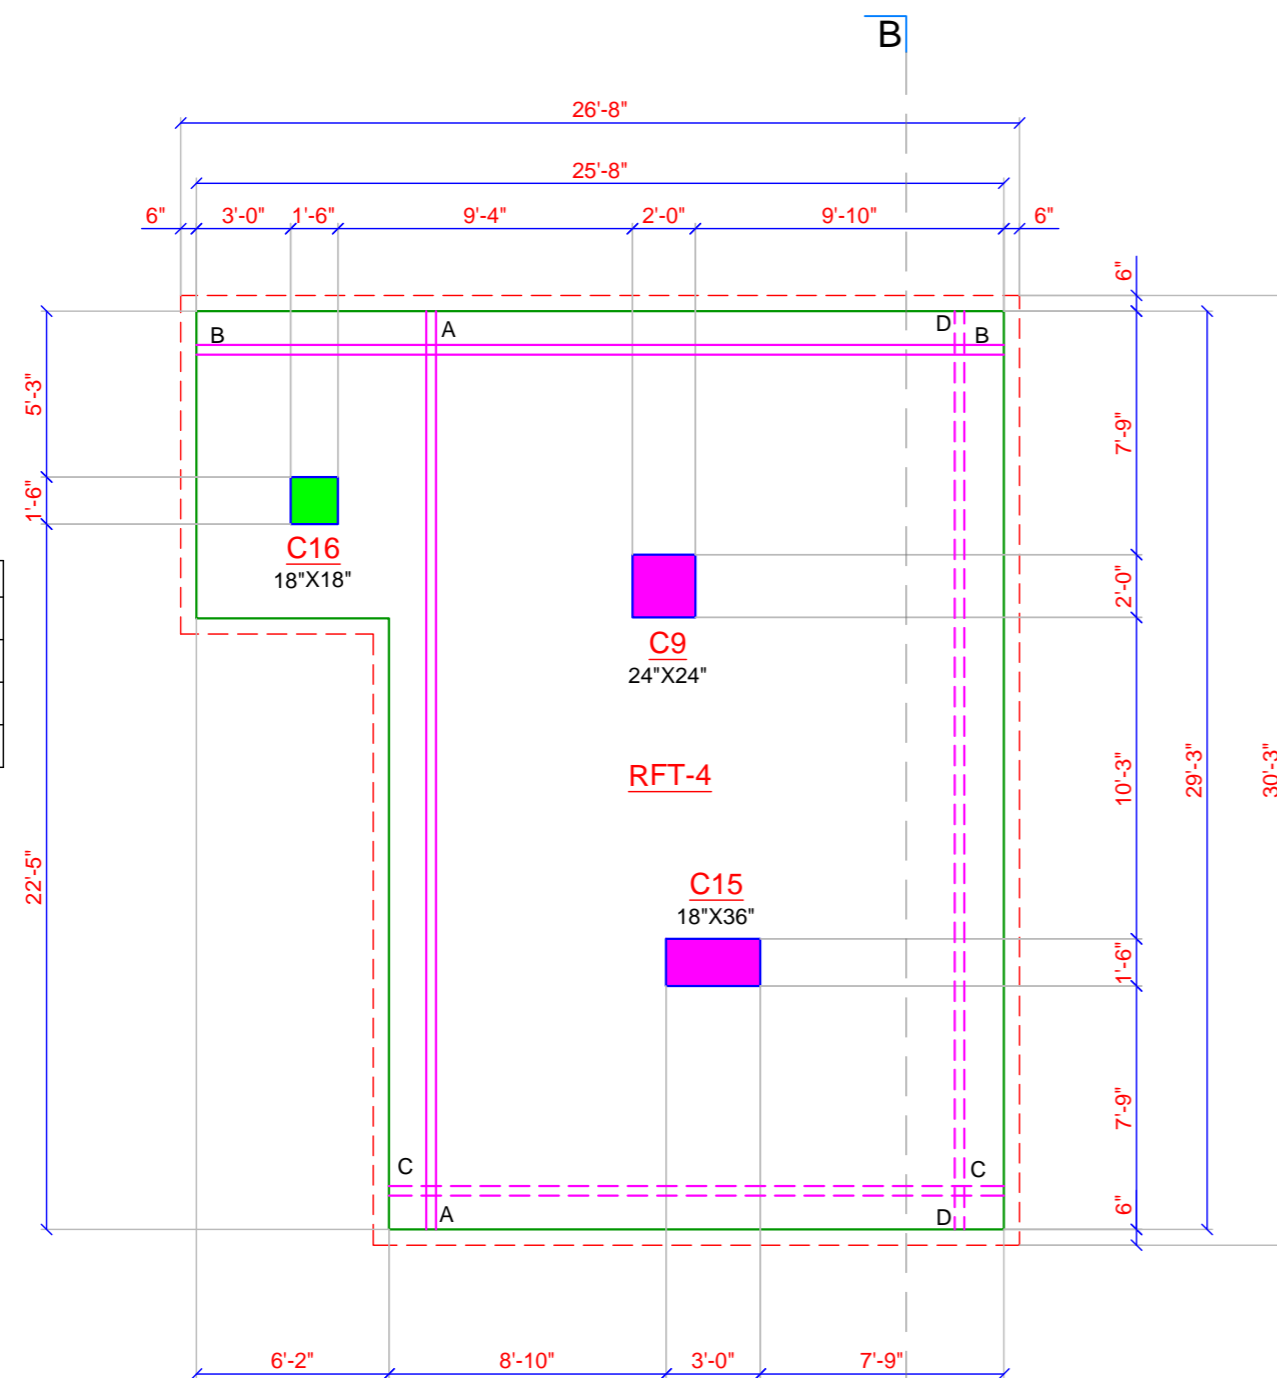 B
26'-8"
25'-8"
6" 3'-0" 1'-6" 9'-4" 2'-0" 9'-10" 6"
6"
B A D B
5'-3"
7'-9"
1'-6"
C16
18"X18"
2'-0"
C9
24"X24"
RFT-4
10'-3"
29'-3"
30'-3"
22'-5"
C15
18"X36"
1'-6"
7'-9"
C C
A D
6"
6'-2" 8'-10" 3'-0" 7'-9"